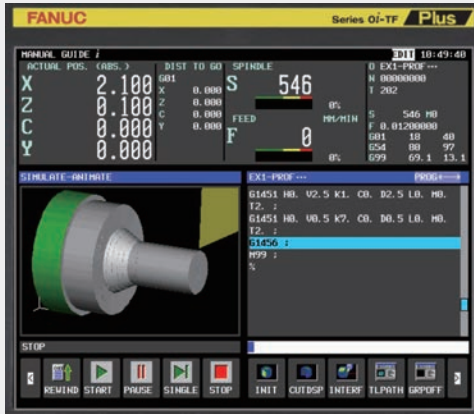 FANUC
Series 0i-TF Plus
MANUAL GUIDE i
EDIT 10:49:40
ACTUAL POS. (ABS.)
X 2.100
Z 0.100
C 0.000
Y 0.000
DIST TO GO
G01
X 0.000
Z 0.000
C 0.000
Y 0.000
SPINDLE
S 546
0%
FEED MM/MIN
F 0
0%
O EX1-PROF···
N 00000000
T 202
S 546 M0
F 0.01200000
G01 18 40
G54 80 97
G99 69.1 13.1
SIMULATE-ANIMATE
EX1-PROF···
PROG
G1451 H0. V2.5 K1. C0. D2.5 L0. M0.
T2. ;
G1451 H0. V0.5 K7. C0. D0.5 L0. M0.
T2. ;
G1456 ;
M99 ;
%
STOP
REWIND START PAUSE SINGLE STOP
INIT CUTDSP INTERF TLPATH GRPOFF